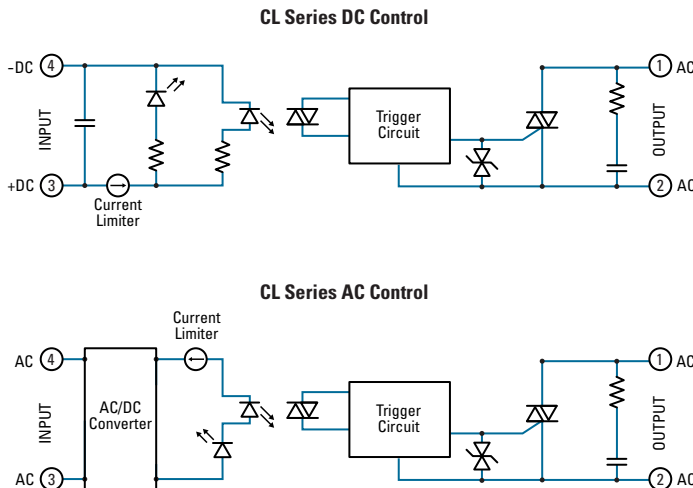 CL Series DC Control
-DC 4
INPUT
+DC 3
Current
Limiter
Trigger
Circuit
1 AC
OUTPUT
2 AC
CL Series AC Control
Current
Limiter
AC 4
INPUT
AC 3
AC/DC
Converter
Trigger
Circuit
1 AC
OUTPUT
2 AC